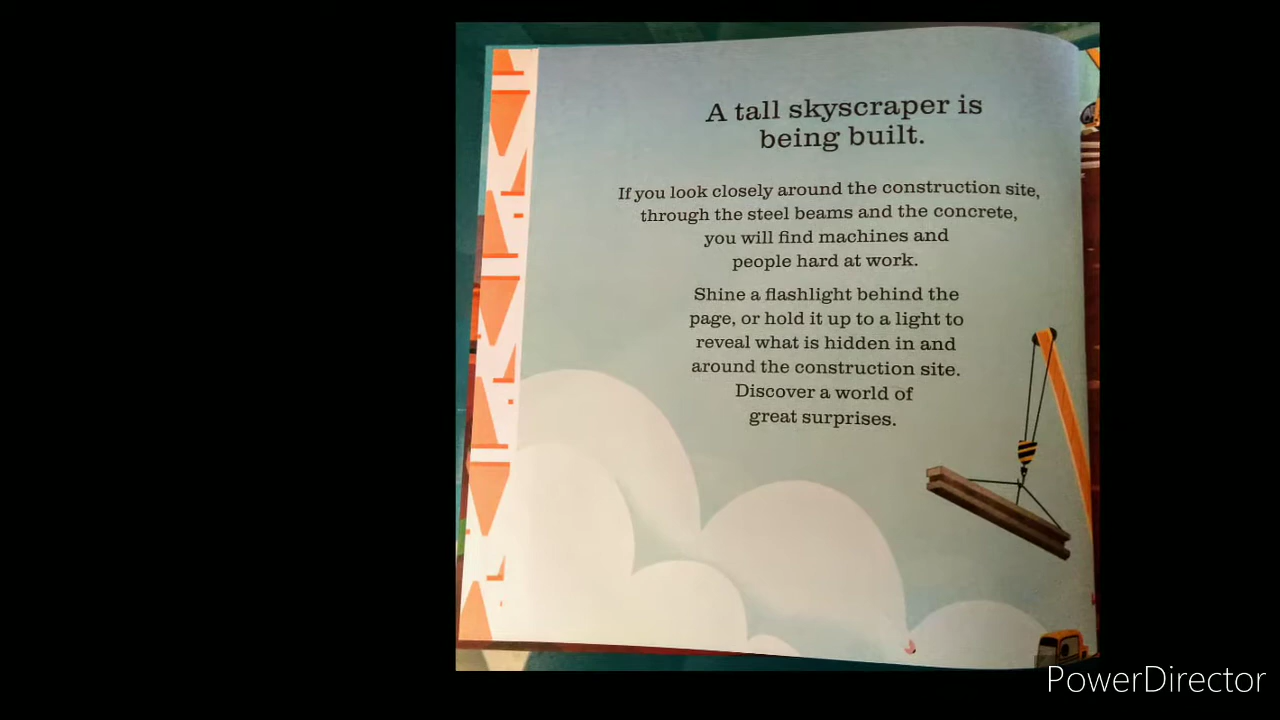 A tall skyscraper is
being built.
If you look closely around the construction site,
through the steel beams and the concrete,
you will find machines and
people hard at work.
Shine a flashlight behind the
page, or hold it up to a light to
reveal what is hidden in and
around the construction site.
Discover a world of
great surprises.
PowerDirector